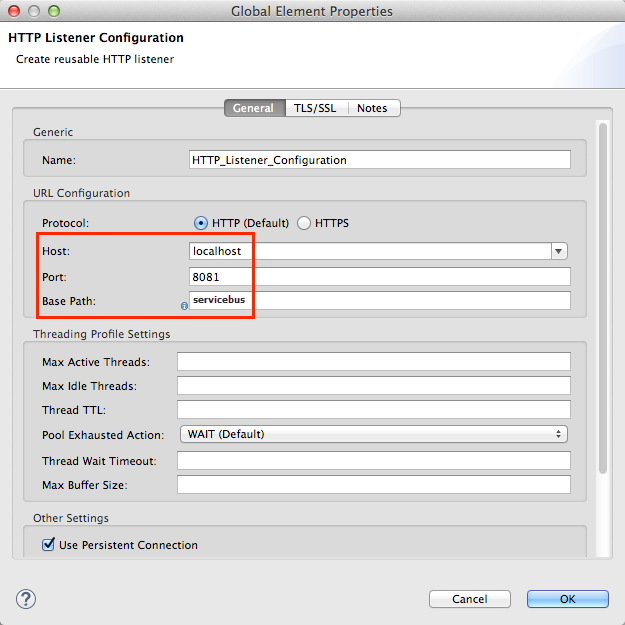 Global Element Properties
HTTP Listener Configuration
Create reusable HTTP listener
General TLS/SSL Notes
Generic
Name: HTTP_Listener_Configuration
URL Configuration
Protocol: HTTP (Default) HTTPS
Host: localhost
Port: 8081
Base Path: servicebus
Threading Profile Settings
Max Active Threads:
Max Idle Threads:
Thread TTL:
Pool Exhausted Action: WAIT (Default)
Thread Wait Timeout:
Max Buffer Size:
Other Settings
Use Persistent Connection
? Cancel OK